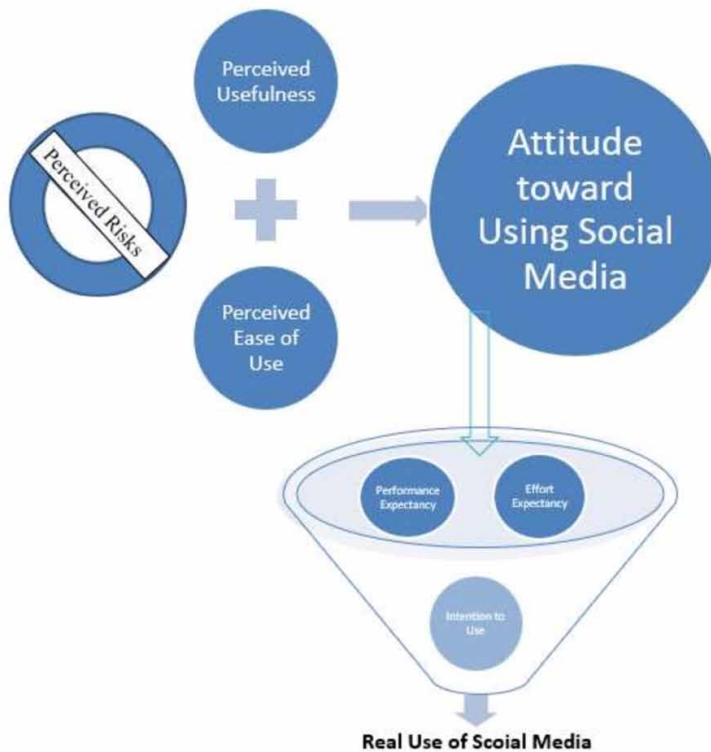 Perceived
Usefulness
Perceived Risks
Attitude
toward
Using Social
Media
Perceived
Ease of
Use
Performance
Expectancy
Effort
Expectancy
Intention to
Use
Real Use of Scoial Media